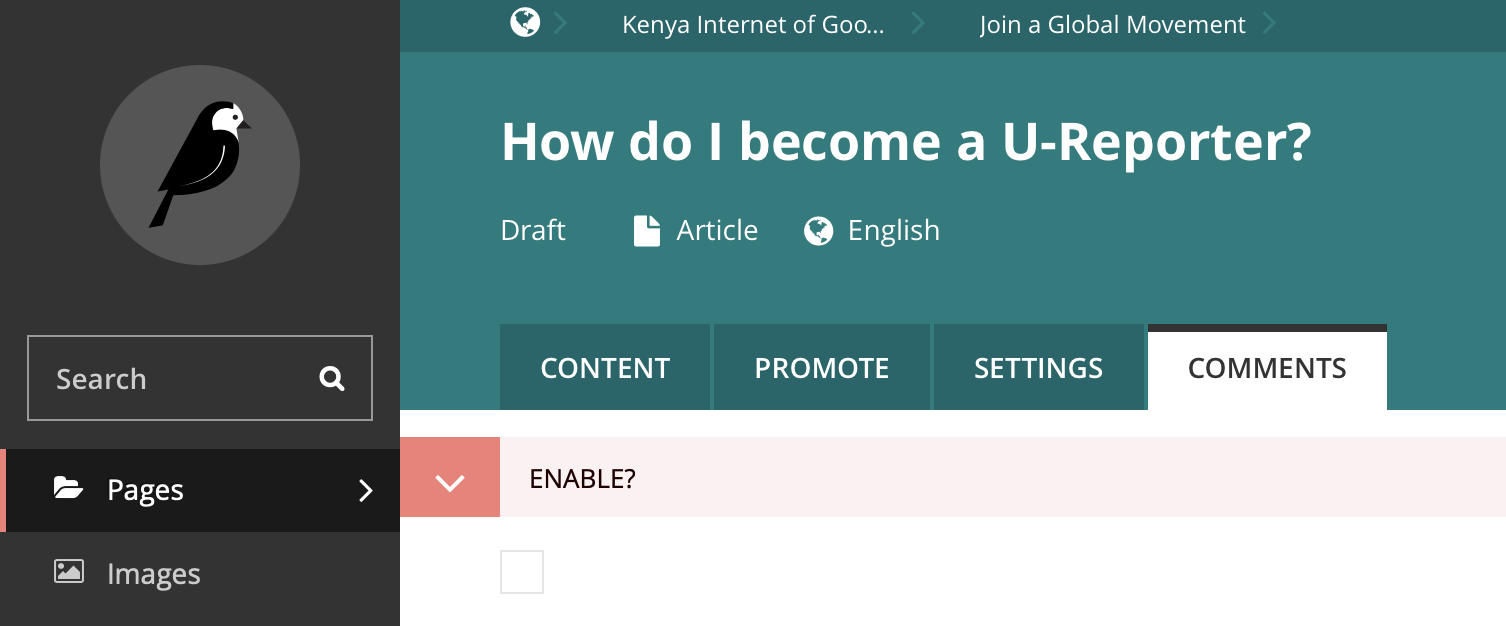 Kenya Internet of Goo... Join a Global Movement
How do I become a U-Reporter?
Draft Article English
Search
CONTENT PROMOTE SETTINGS COMMENTS
Pages
ENABLE?
Images